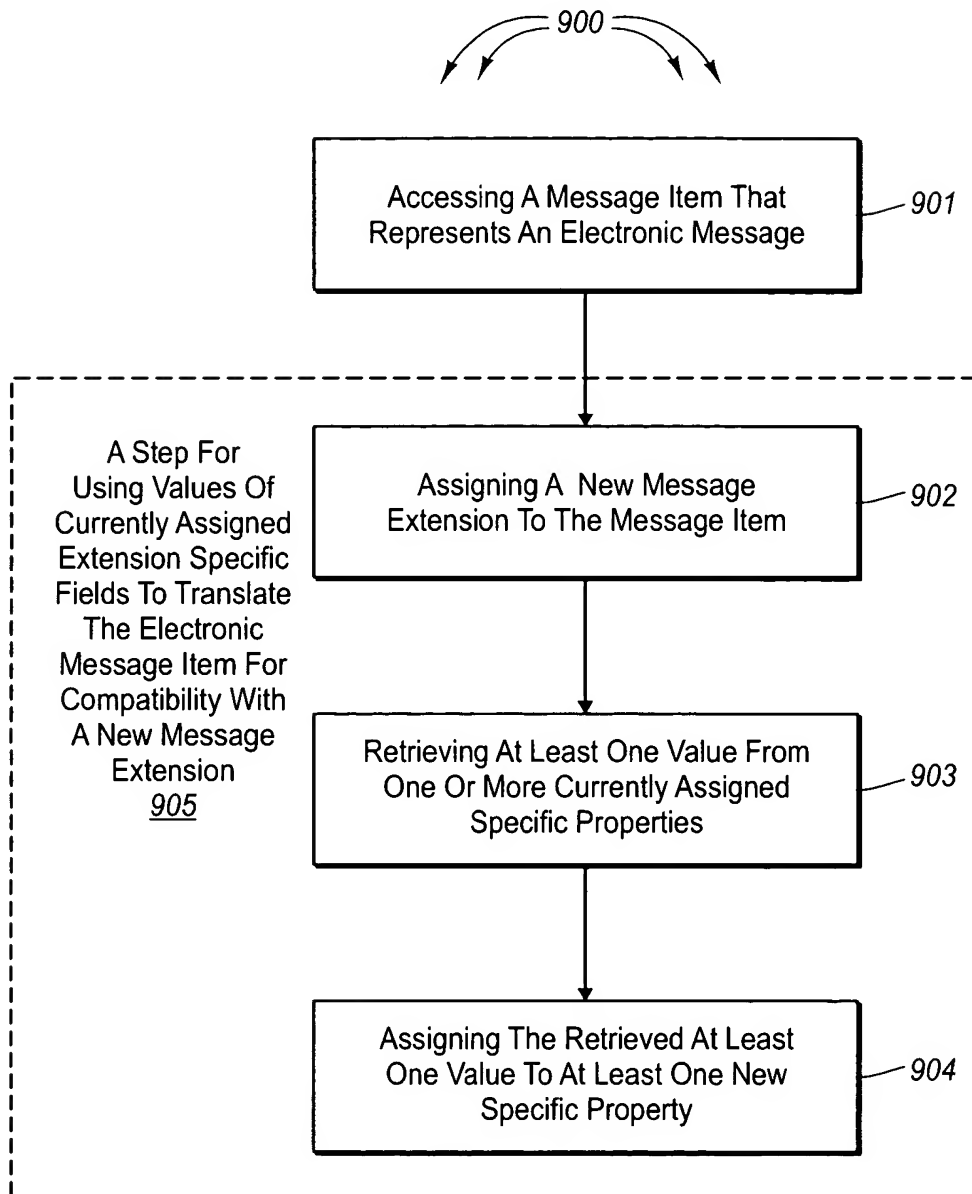 900
Accessing A Message Item That
Represents An Electronic Message
901
A Step For
Using Values Of
Currently Assigned
Extension Specific
Fields To Translate
The Electronic
Message Item For
Compatibility With
A New Message
Extension
905
Assigning A New Message
Extension To The Message Item
902
Retrieving At Least One Value From
One Or More Currently Assigned
Specific Properties
903
Assigning The Retrieved At Least
One Value To At Least One New
Specific Property
904